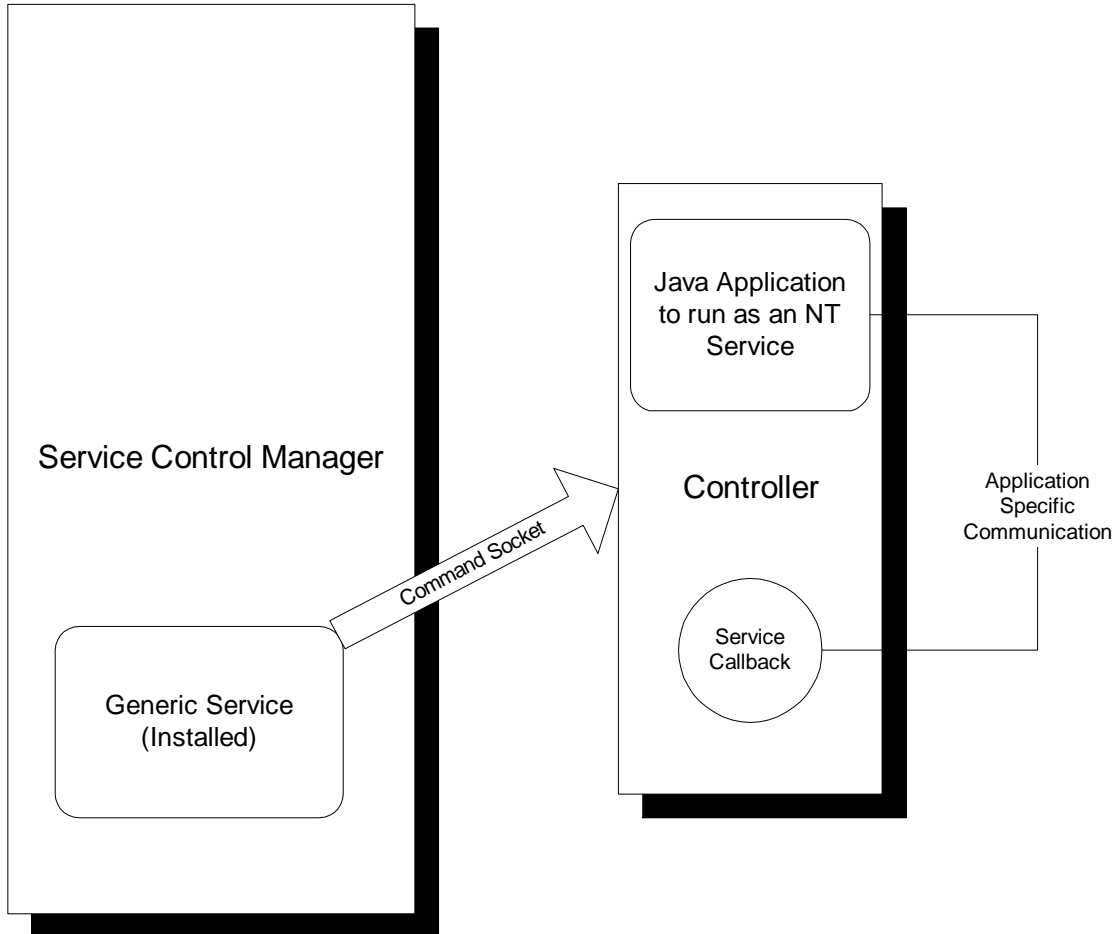 Service Control Manager
Generic Service
(Installed)
Command Socket
Java Application
to run as an NT
Service
Controller
Service
Callback
Application
Specific
Communication